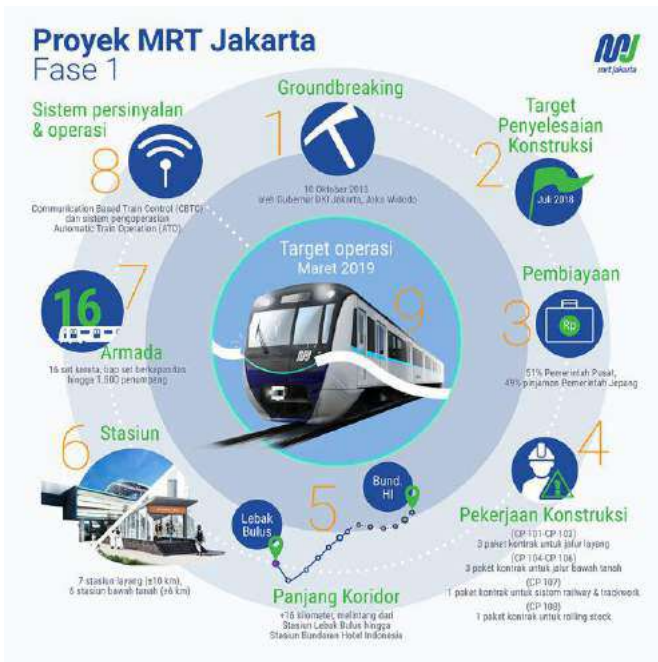 Proyek MRT Jakarta
Fase 1
mrt jakarta
Groundbreaking
1
10 Oktober 2013
oleh Gubernur DKI Jakarta, Joko Widodo
Target
Penyelesaian
Konstruksi
2
Juli 2018
Pembiayaan
3
Rp
51% Pemerintah Pusat,
49% pinjaman Pemerintah Jepang
4
Pekerjaan Konstruksi
(CP 101-CP 103)
3 paket kontrak untuk jalur layang
(CP 104-CP 106)
3 paket kontrak untuk jalur bawah tanah
(CP 107)
1 paket kontrak untuk sistem railway & trackwork
(CP 108)
1 paket kontrak untuk rolling stock
5
Lebak
Bulus
Bund.
HI
Panjang Koridor
±16 kilometer, melintang dari
Stasiun Lebak Bulus hingga
Stasiun Bundaran Hotel Indonesia
6
Stasiun
7 stasiun layang (±10 km),
6 stasiun bawah tanah (±6 km)
7
16
Armada
16 set kereta, tiap set berkapasitas
hingga 1.800 penumpang
Sistem persinyalan
& operasi
8
Communication Based Train Control (CBTC)
dan sistem pengoperasian
Automatic Train Operation (ATO)
Target operasi
Maret 2019
9